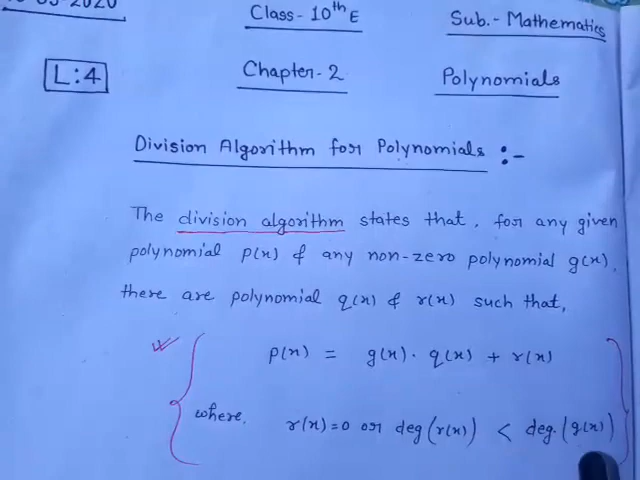 Class - 10th E
Sub. - Mathematics
L:4
Chapter - 2
Polynomials
Division Algorithm for Polynomials :-
The division algorithm states that, for any given
polynomial p(x) & any non-zero polynomial g(x),
there are polynomial q(x) & r(x) such that,
p(x) = g(x). q(x) + r(x)
where, r(x) = 0 or deg(r(x)) < deg.(g(x))